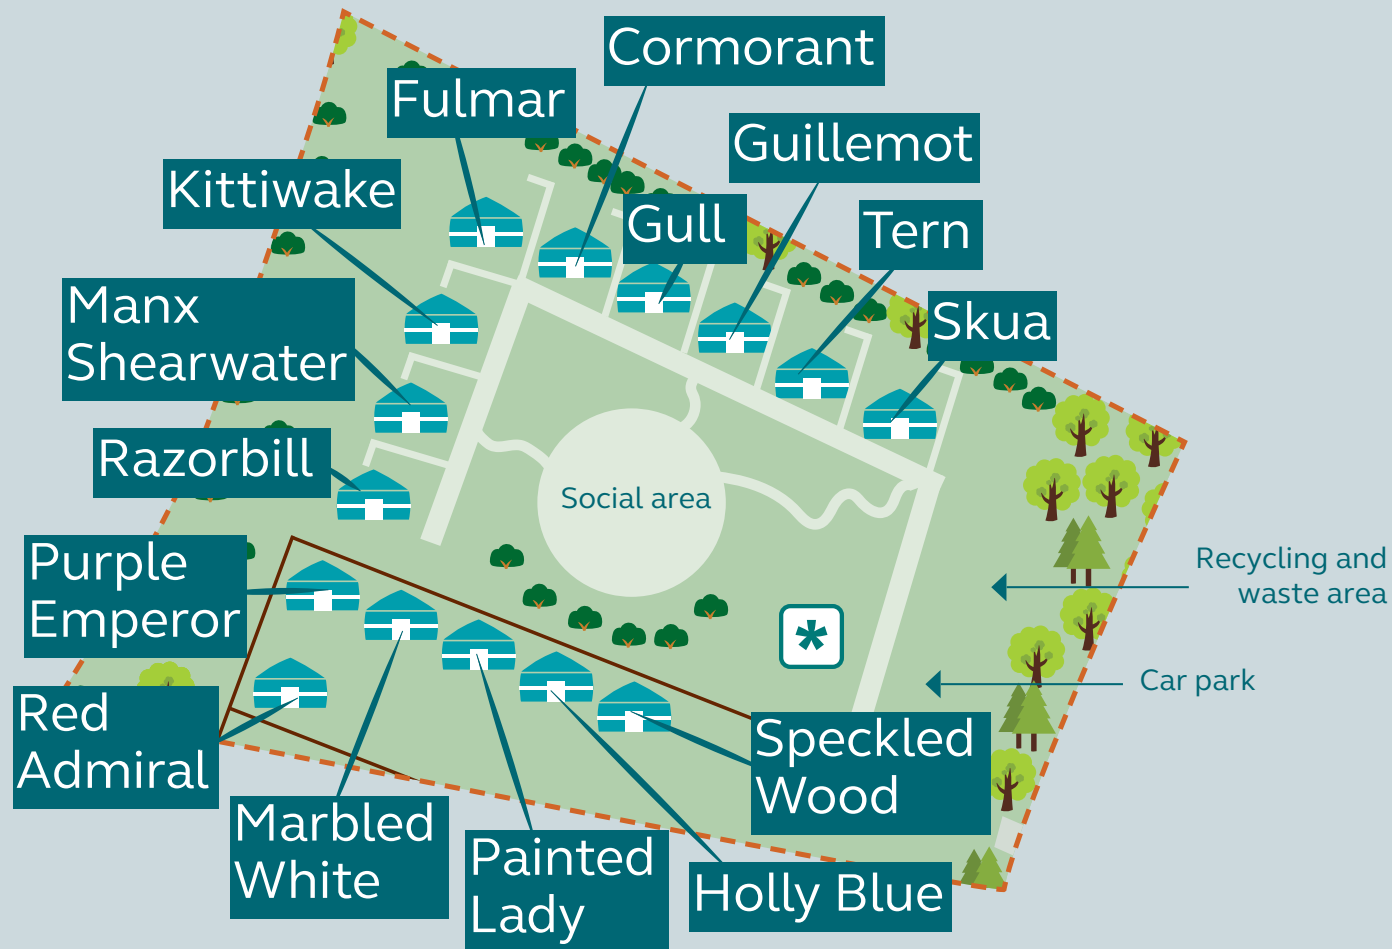 Cormorant
Fulmar
Guillemot
Kittiwake
Gull
Tern
Manx
Shearwater
Skua
Razorbill
Social area
Purple
Emperor
Recycling and
waste area
*
Car park
Red
Admiral
Speckled
Wood
Marbled
White
Painted
Lady
Holly Blue